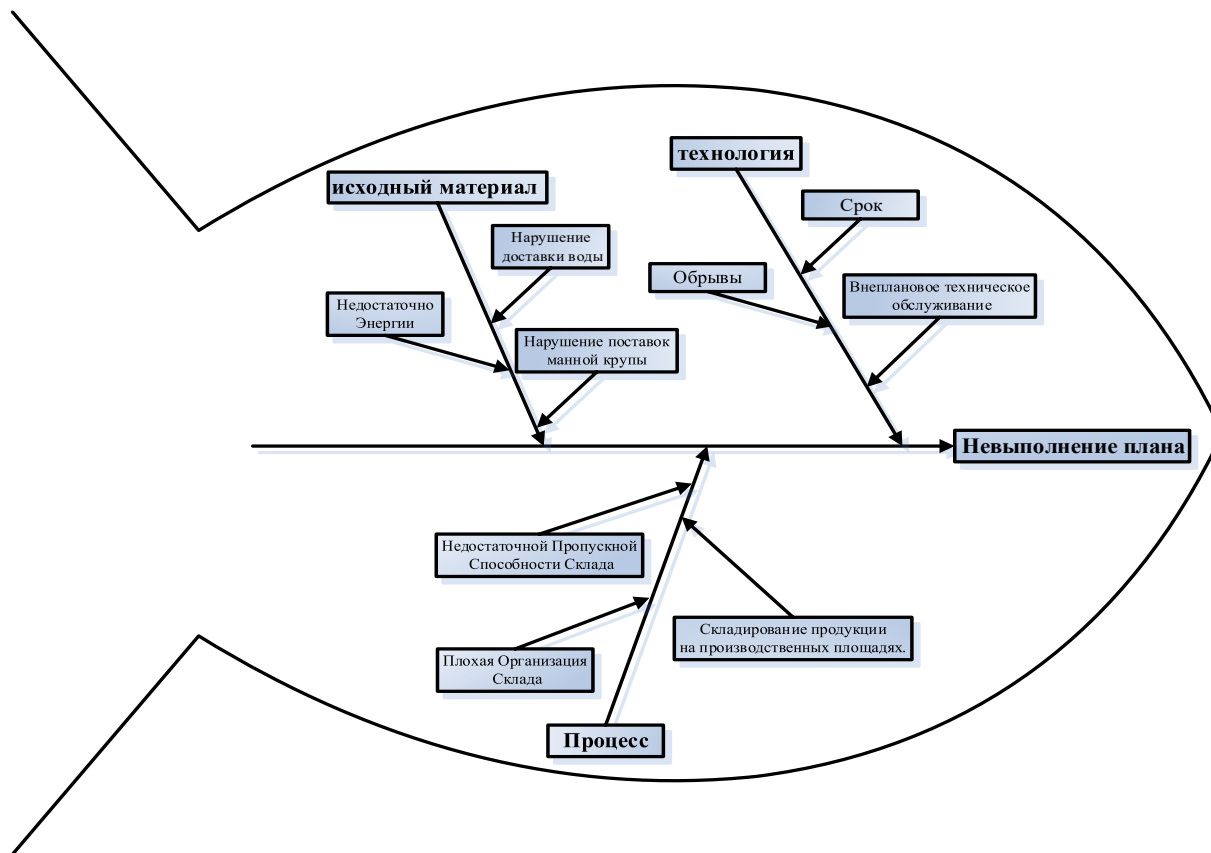 технология
исходный материал
Срок
Нарушение
доставки воды
Обрывы
Внеплановое техническое
обслуживание
Недостаточно
Энергии
Нарушение поставок
манной крупы
Невыполнение плана
Недостаточной Пропускной
Способности Склада
Складирование продукции
на производственных площадях.
Плохая Организация
Склада
Процесс